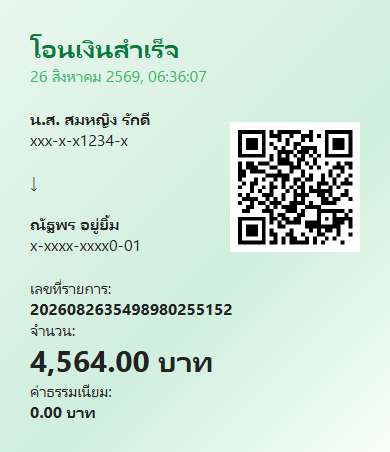 โอนเงินสำเร็จ
26 สิงหาคม 2569, 06:36:07
น.ส. สมหญิง รักดี
xxx-x-x1234-x
↓
ณัฐพร อยู่ยิ้ม
x-xxxx-xxxx0-01
เลขที่รายการ:
2026082635498980255152
จำนวน:
4,564.00 บาท
ค่าธรรมเนียม:
0.00 บาท